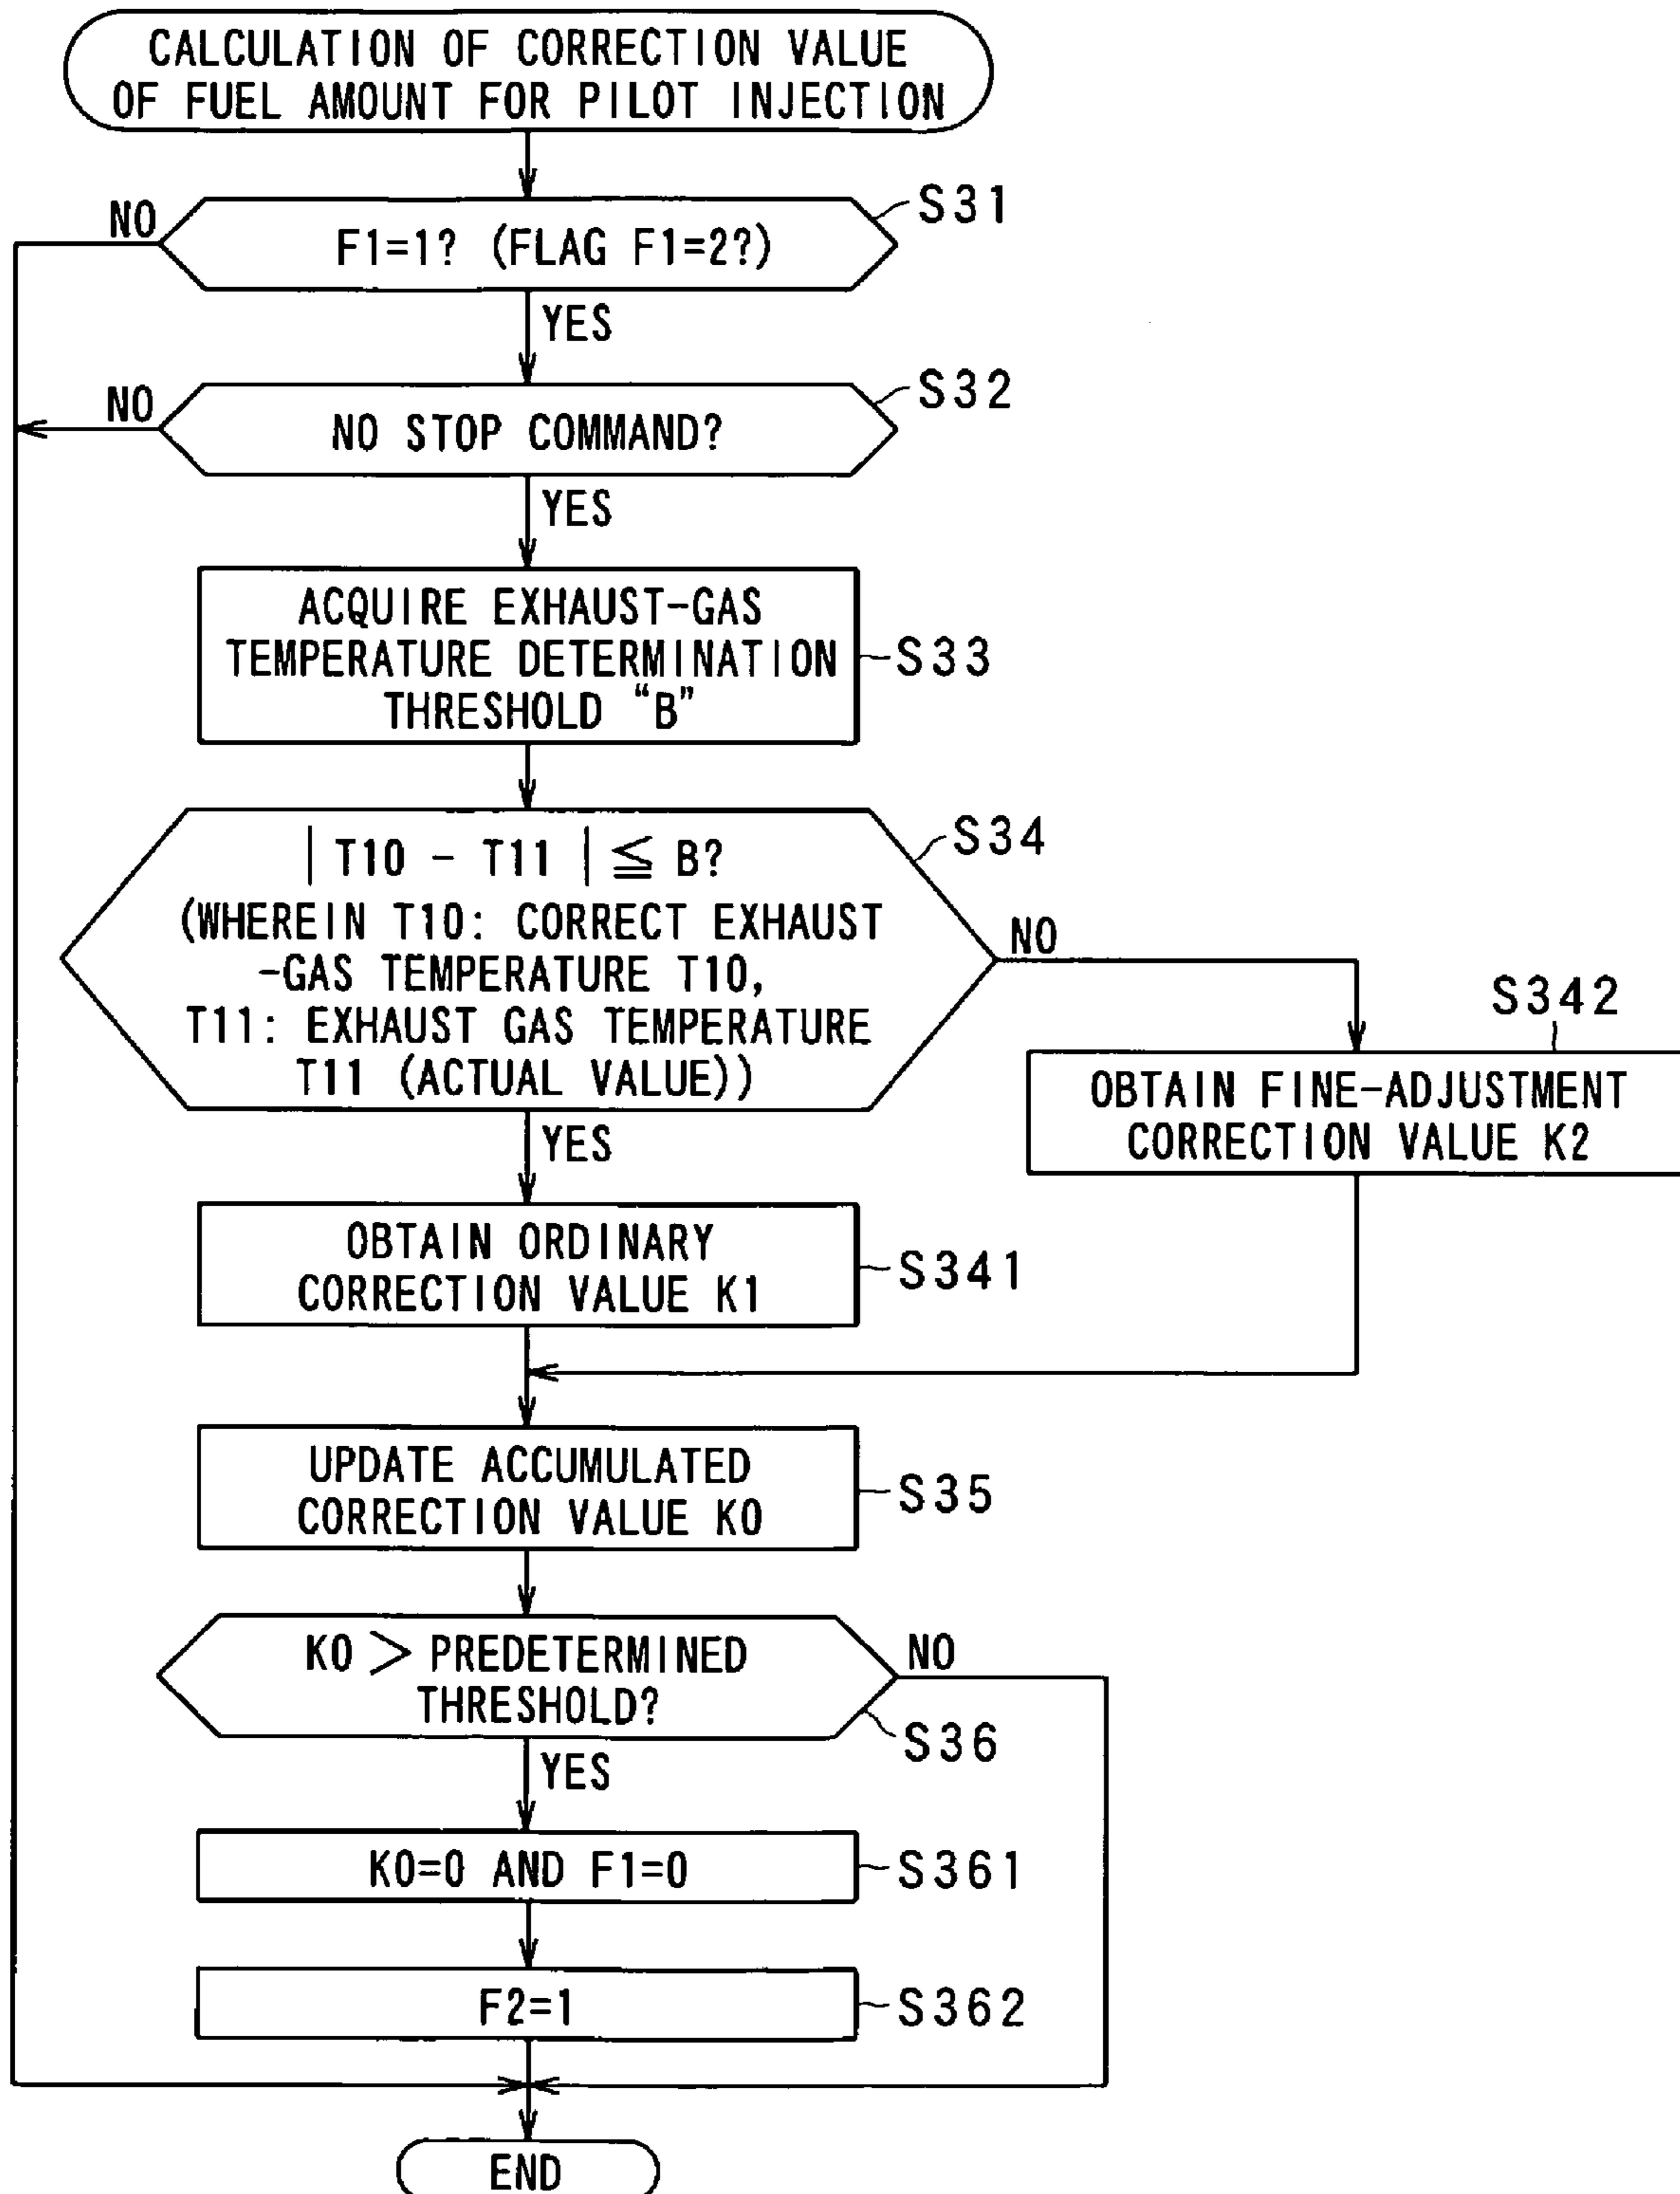 CALCULATION OF CORRECTION VALUE
OF FUEL AMOUNT FOR PILOT INJECTION
S31
NO
F1=1? (FLAG F1=2?)
YES
S32
NO
NO STOP COMMAND?
YES
ACQUIRE EXHAUST-GAS
TEMPERATURE DETERMINATION
THRESHOLD “B”
S33
S34
| T10 - T11 | ≦ B?
(WHEREIN T10: CORRECT EXHAUST
-GAS TEMPERATURE T10,
T11: EXHAUST GAS TEMPERATURE
T11 (ACTUAL VALUE))
NO
S342
OBTAIN FINE-ADJUSTMENT
CORRECTION VALUE K2
YES
OBTAIN ORDINARY
CORRECTION VALUE K1
S341
UPDATE ACCUMULATED
CORRECTION VALUE K0
S35
K0 > PREDETERMINED
THRESHOLD?
NO
S36
YES
K0=0 AND F1=0
S361
F2=1
S362
END